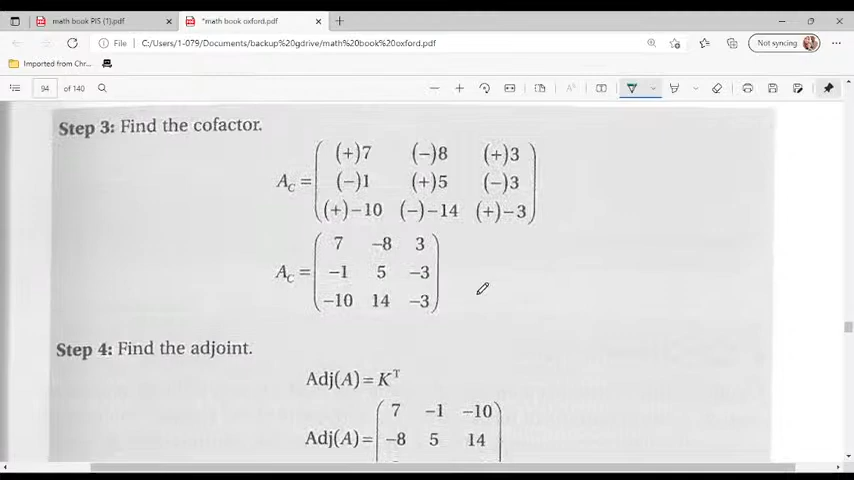 math book PIS (1).pdf
*math book oxford.pdf
File
C:/Users/1-079/Documents/backup%20gdrive/math%20book%20oxford.pdf
Not syncing
Imported from Chr...
94 of 140
Step 3: Find the cofactor.
A_C = ( (+)7 (−)8 (+)3
(−)1 (+)5 (−)3
(+)−10 (−)−14 (+)−3 )
A_C = ( 7 −8 3
−1 5 −3
−10 14 −3 )
Step 4: Find the adjoint.
Adj(A) = K^T
Adj(A) = ( 7 −1 −10
−8 5 14